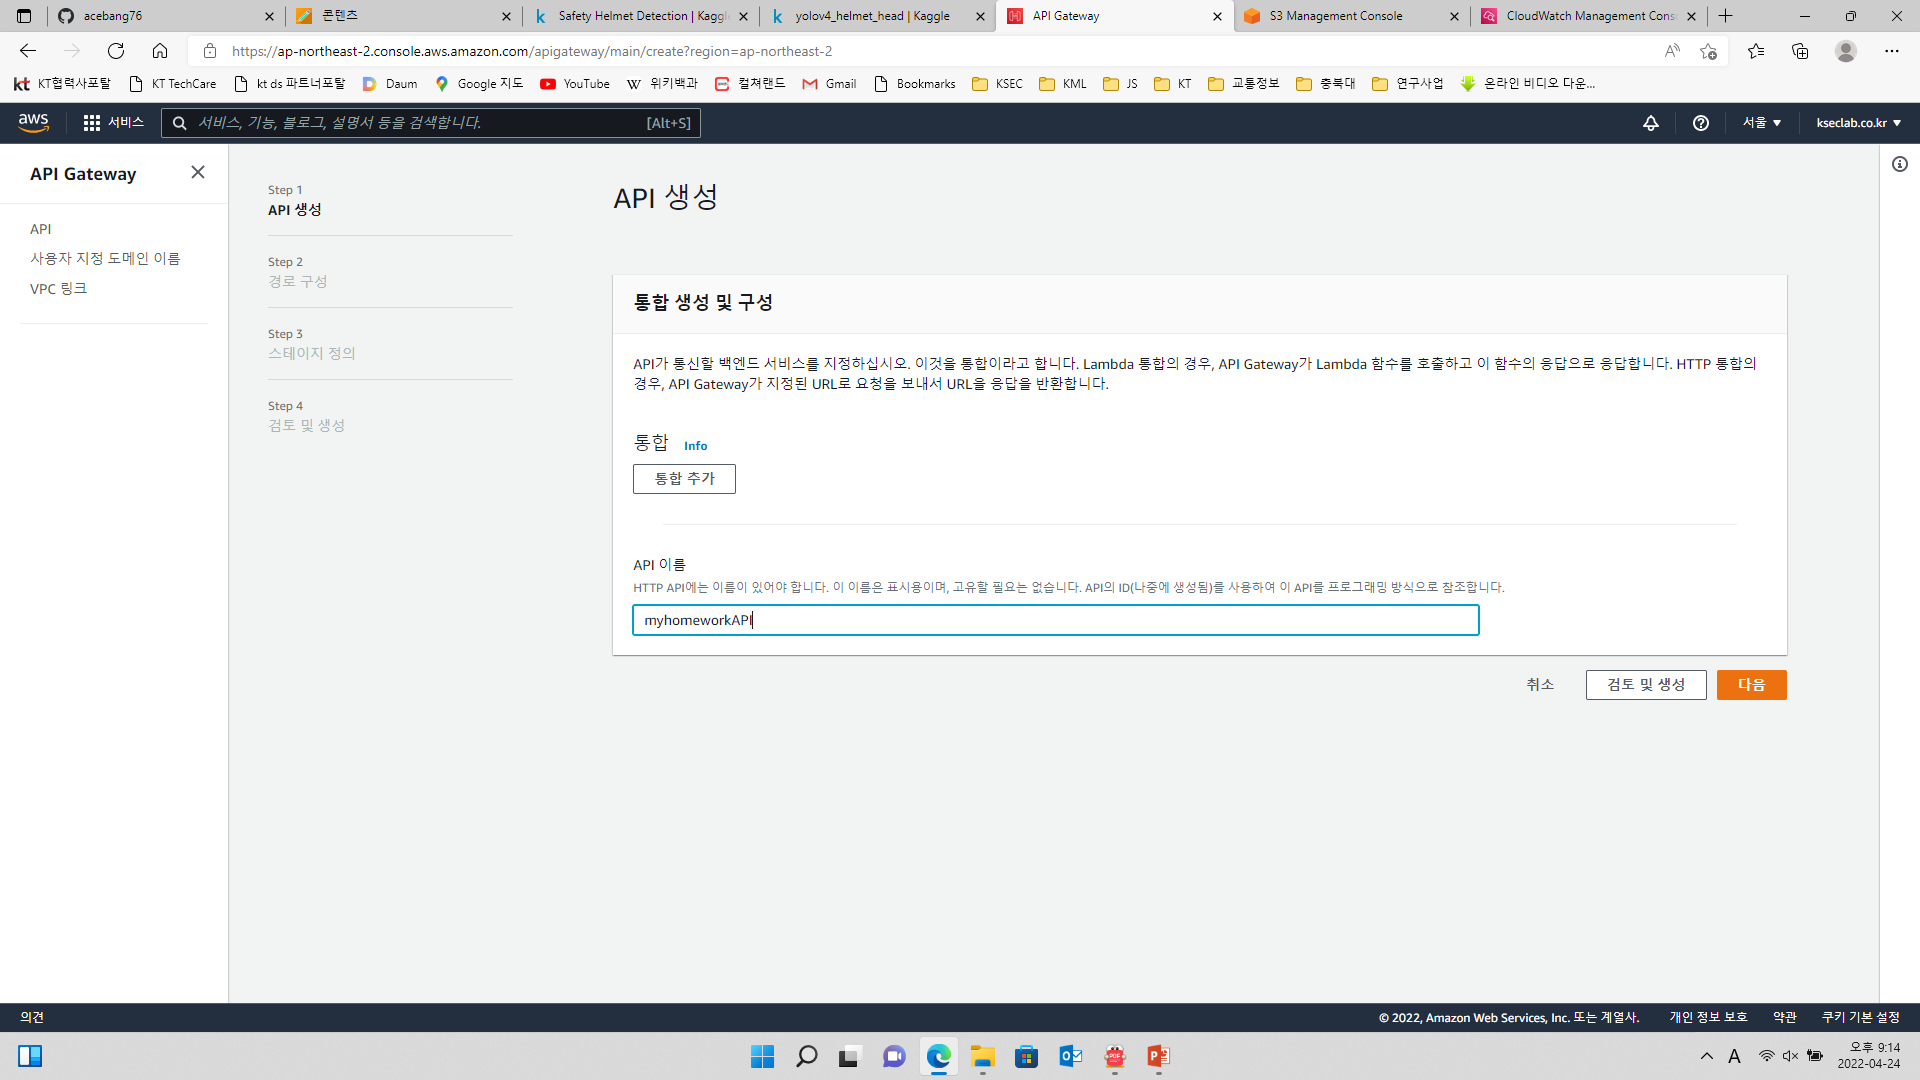 acebang76
콘텐츠
Safety Helmet Detection | Kaggle
yolov4_helmet_head | Kaggle
API Gateway
S3 Management Console
CloudWatch Management Cons
https://ap-northeast-2.console.aws.amazon.com/apigateway/main/create?region=ap-northeast-2
kt KT협력사포탈
KT TechCare
kt ds 파트너포탈
Daum
Google 지도
YouTube
W 위키백과
컬쳐랜드
Gmail
Bookmarks
KSEC
KML
JS
KT
교통정보
충북대
연구사업
온라인 비디오 다운...
aws
서비스
서비스, 기능, 블로그, 설명서 등을 검색합니다.
[Alt+S]
서울
kseclab.co.kr
API Gateway
API
사용자 지정 도메인 이름
VPC 링크
Step 1
API 생성
Step 2
경로 구성
Step 3
스테이지 정의
Step 4
검토 및 생성
API 생성
통합 생성 및 구성
API가 통신할 백엔드 서비스를 지정하십시오. 이것을 통합이라고 합니다. Lambda 통합의 경우, API Gateway가 Lambda 함수를 호출하고 이 함수의 응답으로 응답합니다. HTTP 통합의
경우, API Gateway가 지정된 URL로 요청을 보내서 URL을 응답을 반환합니다.
통합 Info
통합 추가
API 이름
HTTP API에는 이름이 있어야 합니다. 이 이름은 표시용이며, 고유할 필요는 없습니다. API의 ID(나중에 생성됨)를 사용하여 이 API를 프로그래밍 방식으로 참조합니다.
myhomeworkAPI
취소
검토 및 생성
다음
의견
© 2022, Amazon Web Services, Inc. 또는 계열사.
개인 정보 보호
약관
쿠키 기본 설정
A
오후 9:14
2022-04-24